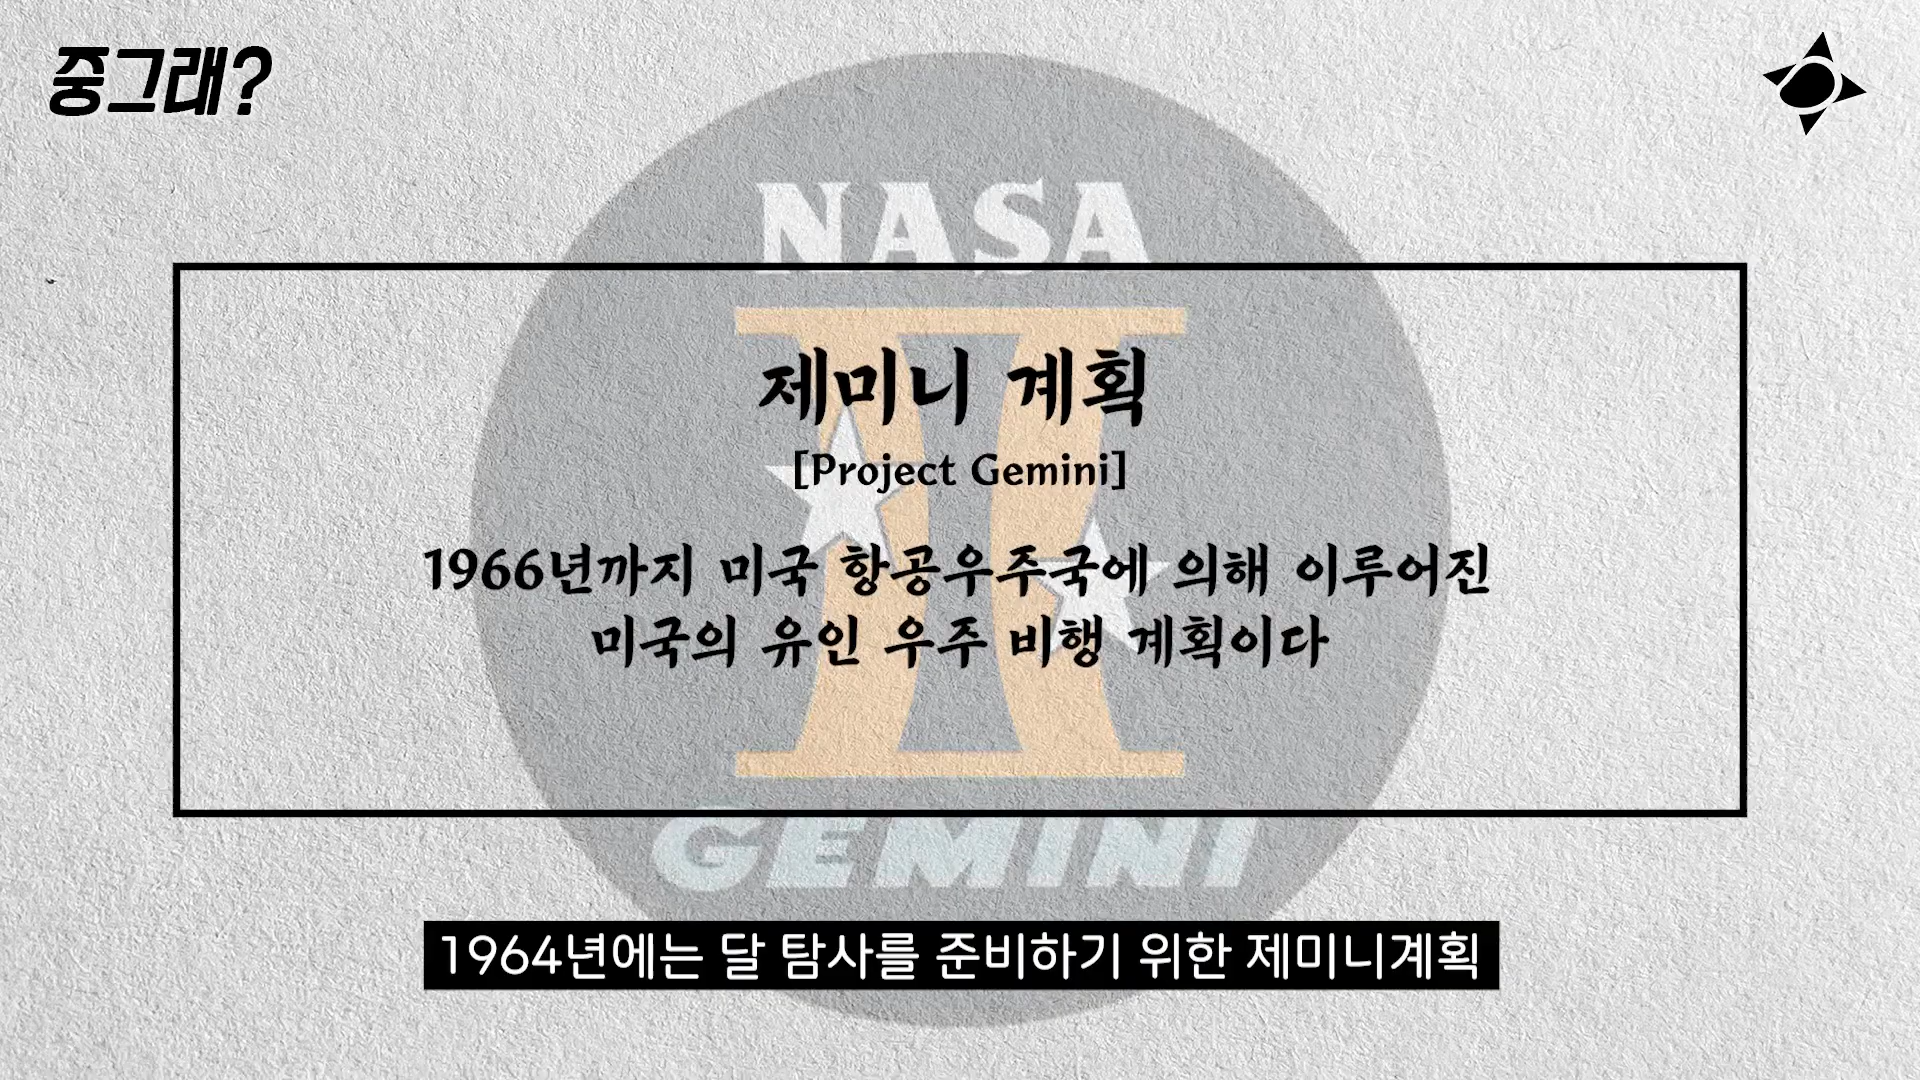 중그래?
NASA
제미니 계획
[Project Gemini]
1966년까지 미국 항공우주국에 의해 이루어진
미국의 유인 우주 비행 계획이다
GEMINI
1964년에는 달 탐사를 준비하기 위한 제미니계획